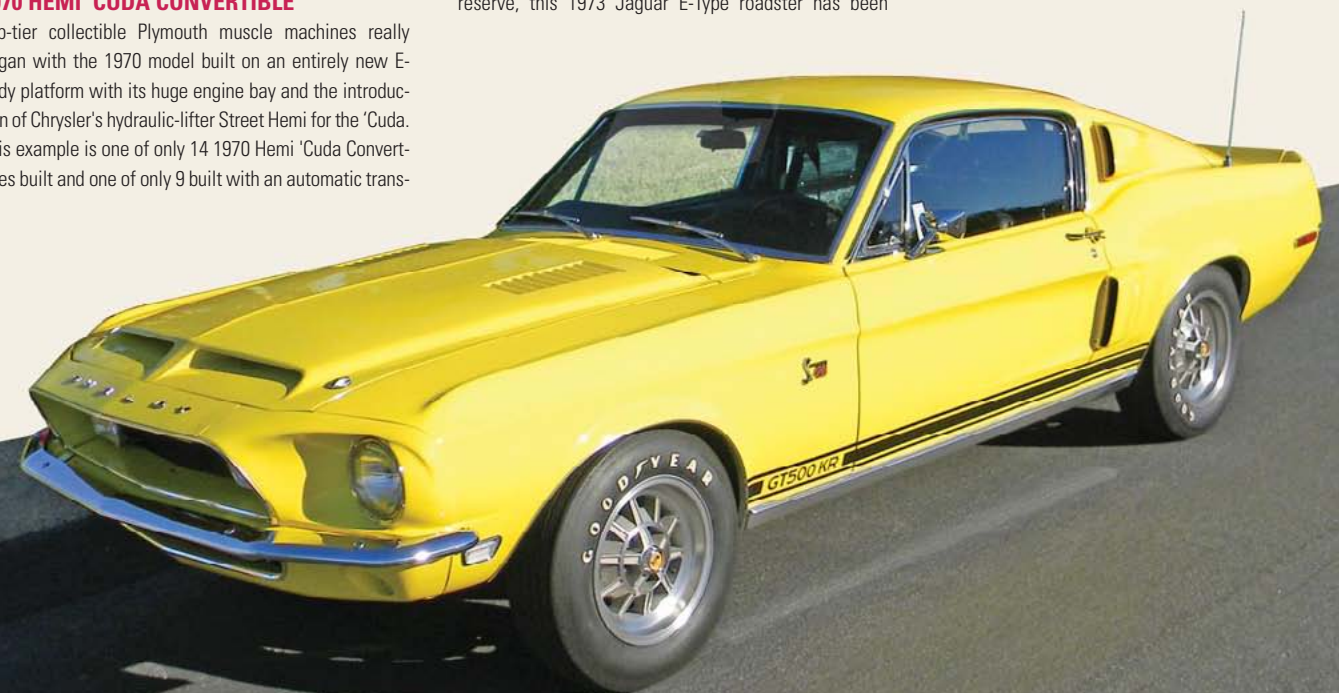 970 HEMI 'CUDA CONVERTIBLE
p-tier collectible Plymouth muscle machines really
gan with the 1970 model built on an entirely new E-
dy platform with its huge engine bay and the introduc-
n of Chrysler's hydraulic-lifter Street Hemi for the 'Cuda.
is example is one of only 14 1970 Hemi 'Cuda Convert-
es built and one of only 9 built with an automatic trans-
reserve, this 1973 Jaguar E-Type roadster has been
SHELBY
GT500 KR
GOODYEAR
GOOD